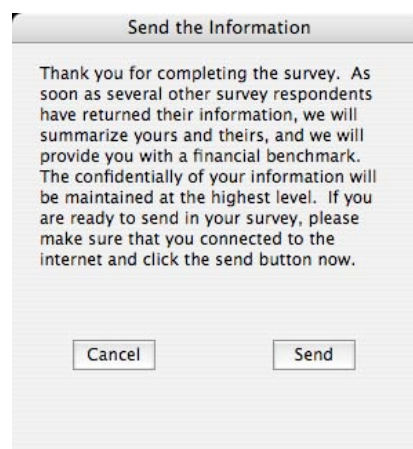 Send the Information
Thank you for completing the survey.  As
soon as several other survey respondents
have returned their information, we will
summarize yours and theirs, and we will
provide you with a financial benchmark.
The confidentially of your information will
be maintained at the highest level.  If you
are ready to send in your survey, please
make sure that you connected to the
internet and click the send button now.
Cancel
Send